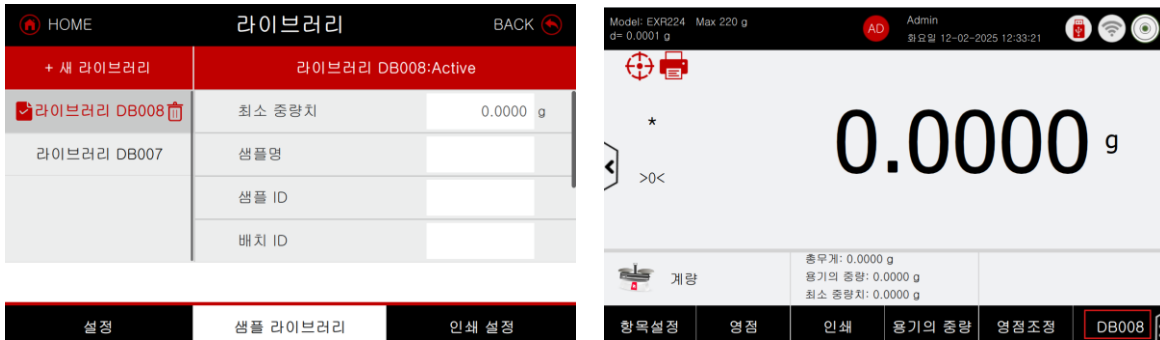 HOME 라이브러리 BACK
+ 새 라이브러리 라이브러리 DB008:Active
라이브러리 DB008 최소 중량치 0.0000 g
라이브러리 DB007 샘플명
샘플 ID
배치 ID
설정 샘플 라이브러리 인쇄 설정
Model: EXR224 Max 220 g
d= 0.0001 g
AD
Admin
화요일 12-02-2025 12:33:21
*
0.0000 g
>0<
계량
총무게: 0.0000 g
용기의 중량: 0.0000 g
최소 중량치: 0.0000 g
항목설정 영점 인쇄 용기의 중량 영점조정 DB008